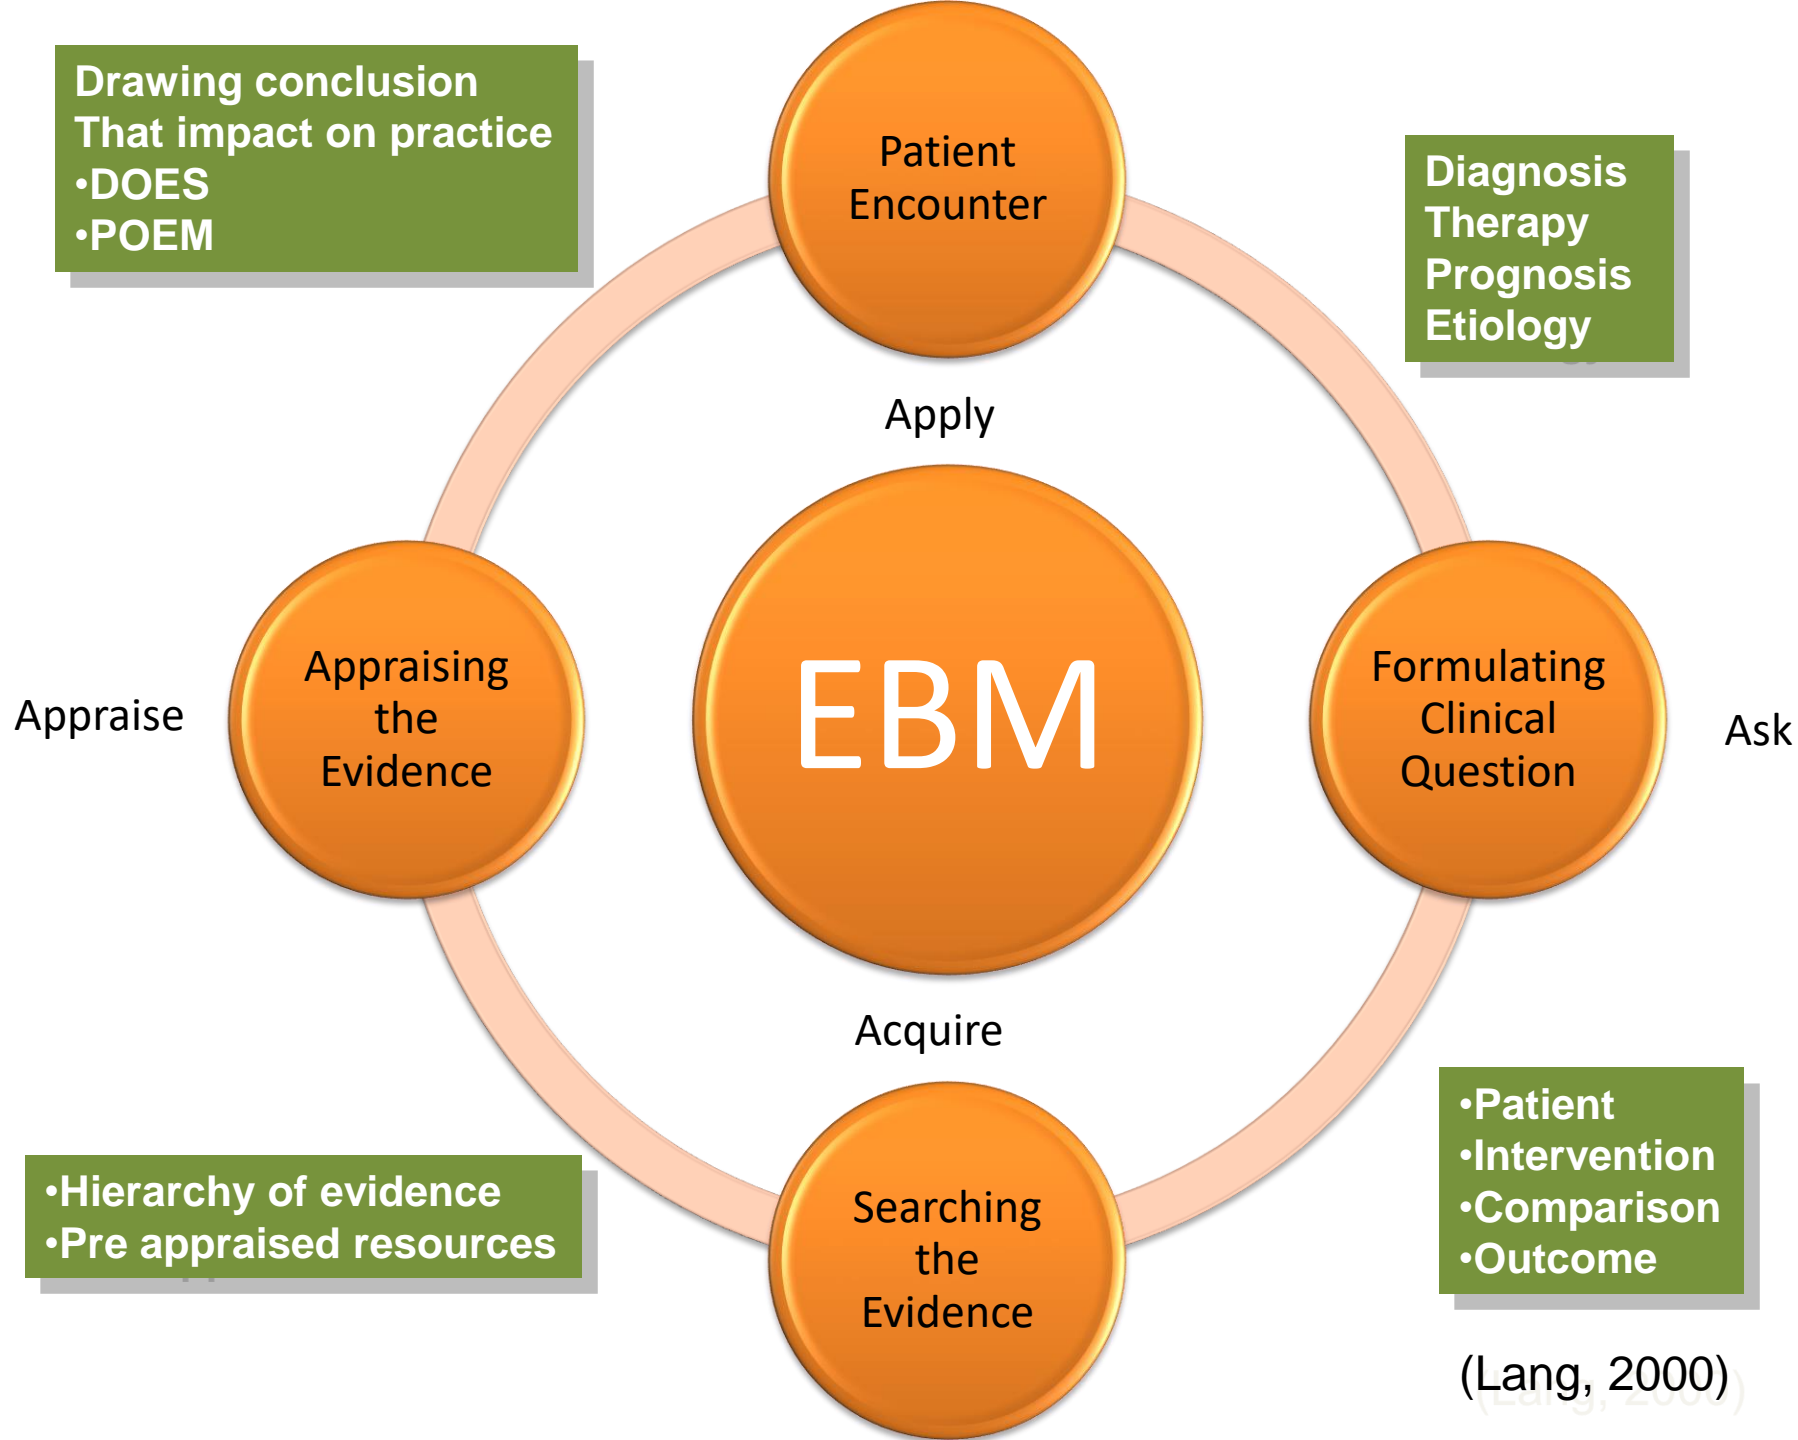 Drawing conclusion
That impact on practice
•DOES
•POEM
Patient
Encounter
Diagnosis
Therapy
Prognosis
Etiology
Apply
Appraise
Appraising
the
Evidence
EBM
Formulating
Clinical
Question
Ask
Acquire
•Hierarchy of evidence
•Pre appraised resources
Searching
the
Evidence
•Patient
•Intervention
•Comparison
•Outcome
(Lang, 2000)